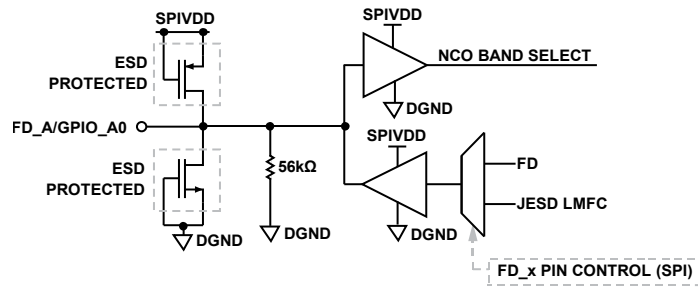 SPIVDD
ESD
PROTECTED
FD_A/GPIO_A0
ESD
PROTECTED
DGND
56kΩ
DGND
SPIVDD
NCO BAND SELECT
DGND
SPIVDD
DGND
FD
JESD LMFC
FD_x PIN CONTROL (SPI)